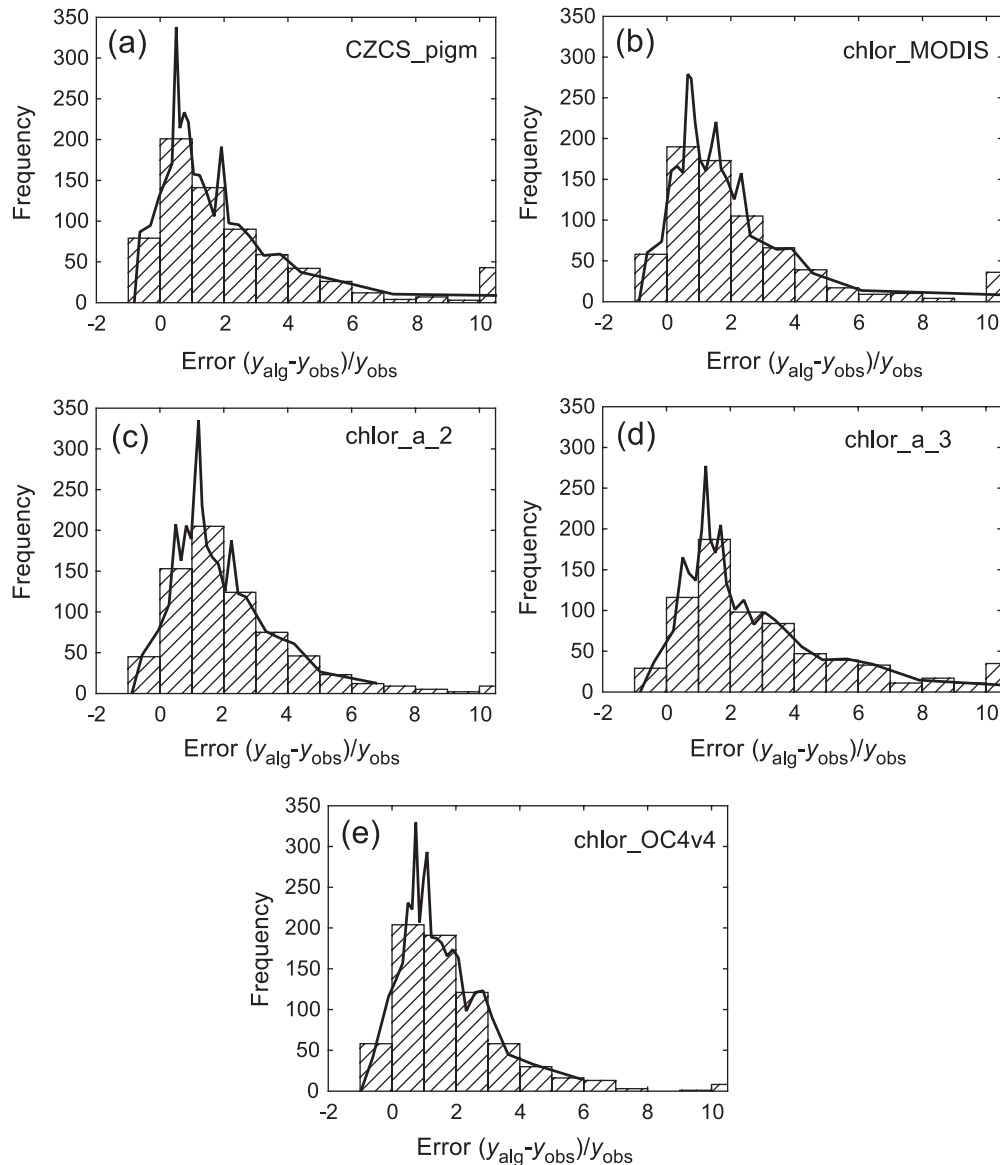 (a) CZCS_pigm
350
300
250
200
150
100
50
0
Frequency
-2 0 2 4 6 8 10
Error (yalg-yobs)/yobs
(b) chlor_MODIS
350
300
250
200
150
100
50
0
Frequency
-2 0 2 4 6 8 10
Error (yalg-yobs)/yobs
(c) chlor_a_2
350
300
250
200
150
100
50
0
Frequency
-2 0 2 4 6 8 10
Error (yalg-yobs)/yobs
(d) chlor_a_3
350
300
250
200
150
100
50
0
Frequency
-2 0 2 4 6 8 10
Error (yalg-yobs)/yobs
(e) chlor_OC4v4
350
300
250
200
150
100
50
0
Frequency
-2 0 2 4 6 8 10
Error (yalg-yobs)/yobs